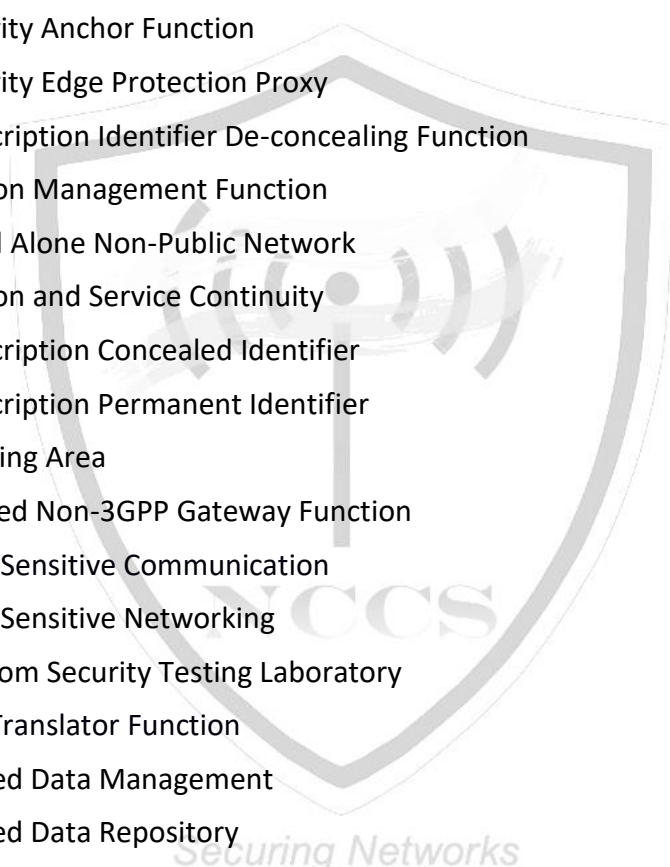 rity Anchor Function
rity Edge Protection Proxy
cription Identifier De-concealing Function
on Management Function
d Alone Non-Public Network
on and Service Continuity
cription Concealed Identifier
cription Permanent Identifier
ing Area
ed Non-3GPP Gateway Function
Sensitive Communication
Sensitive Networking
NCCS
om Security Testing Laboratory
Translator Function
ed Data Management
ed Data Repository
Securing Networks